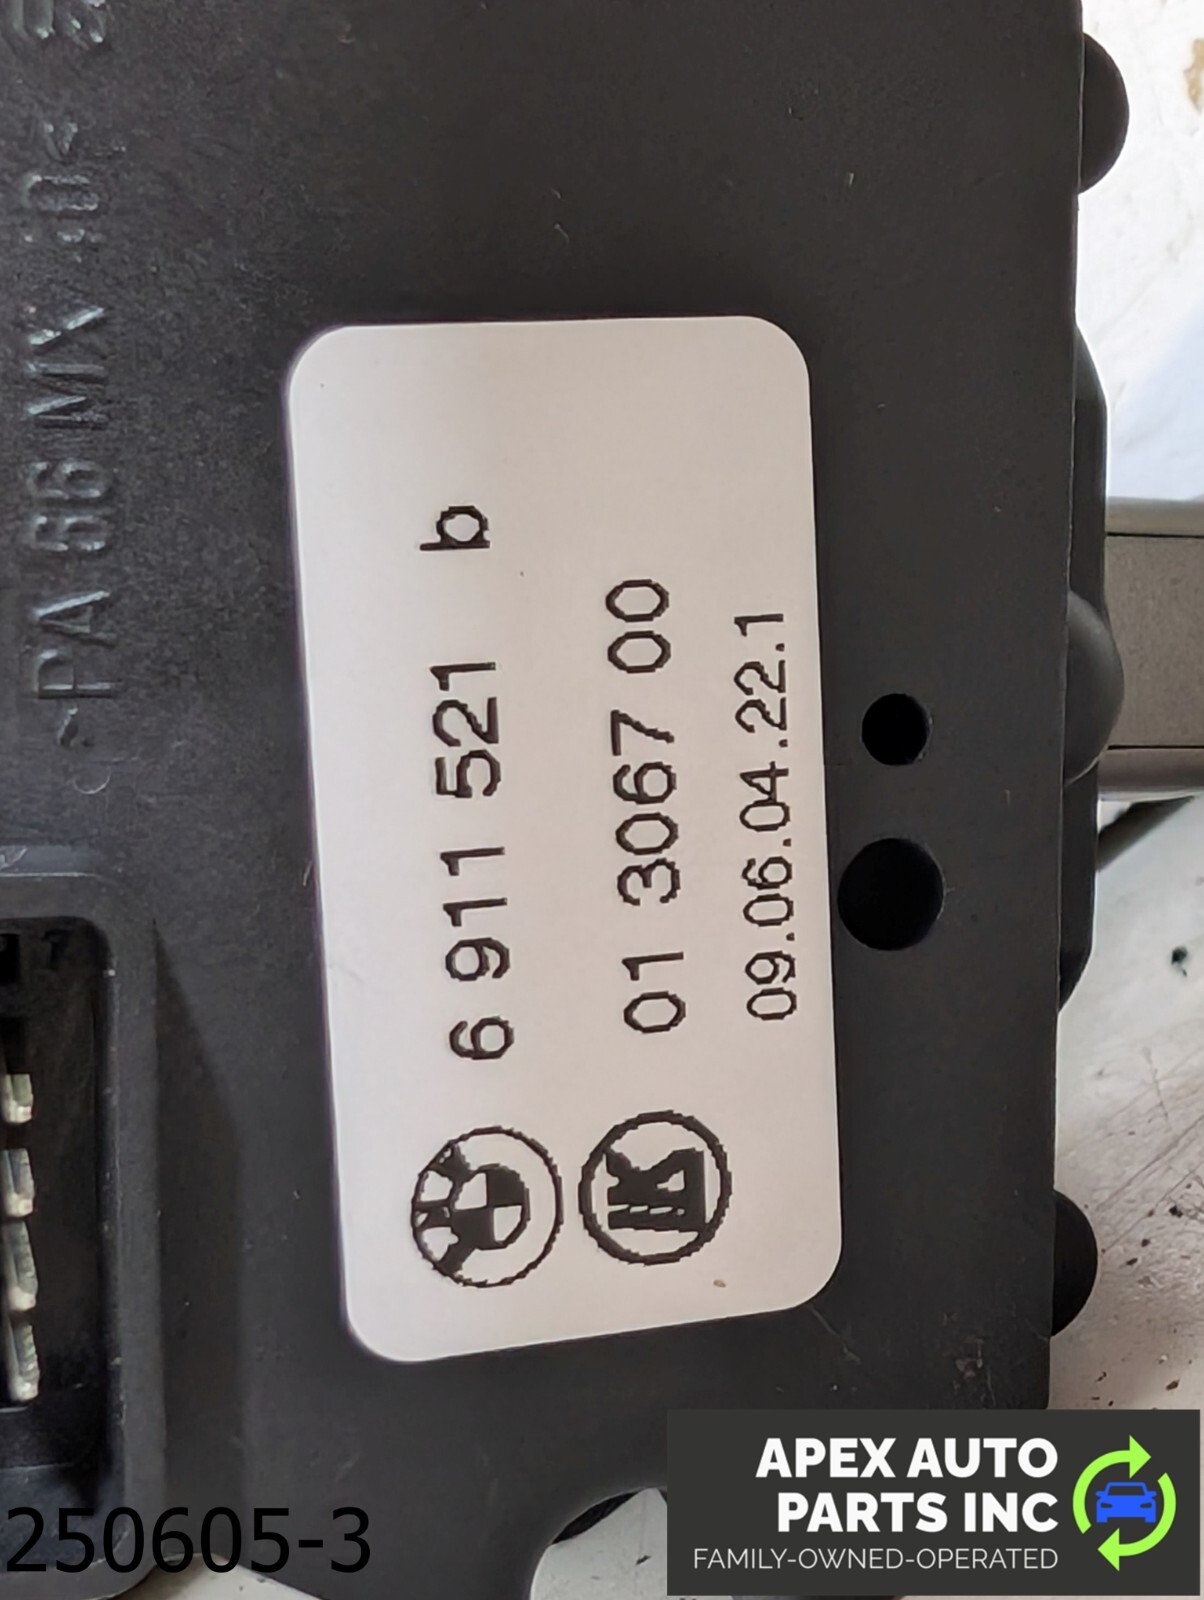 <PA 66 MX 40<
6 911 521 b
01 3067 00
09.06.04.22.1
250605-3
APEX AUTO
PARTS INC
FAMILY-OWNED-OPERATED